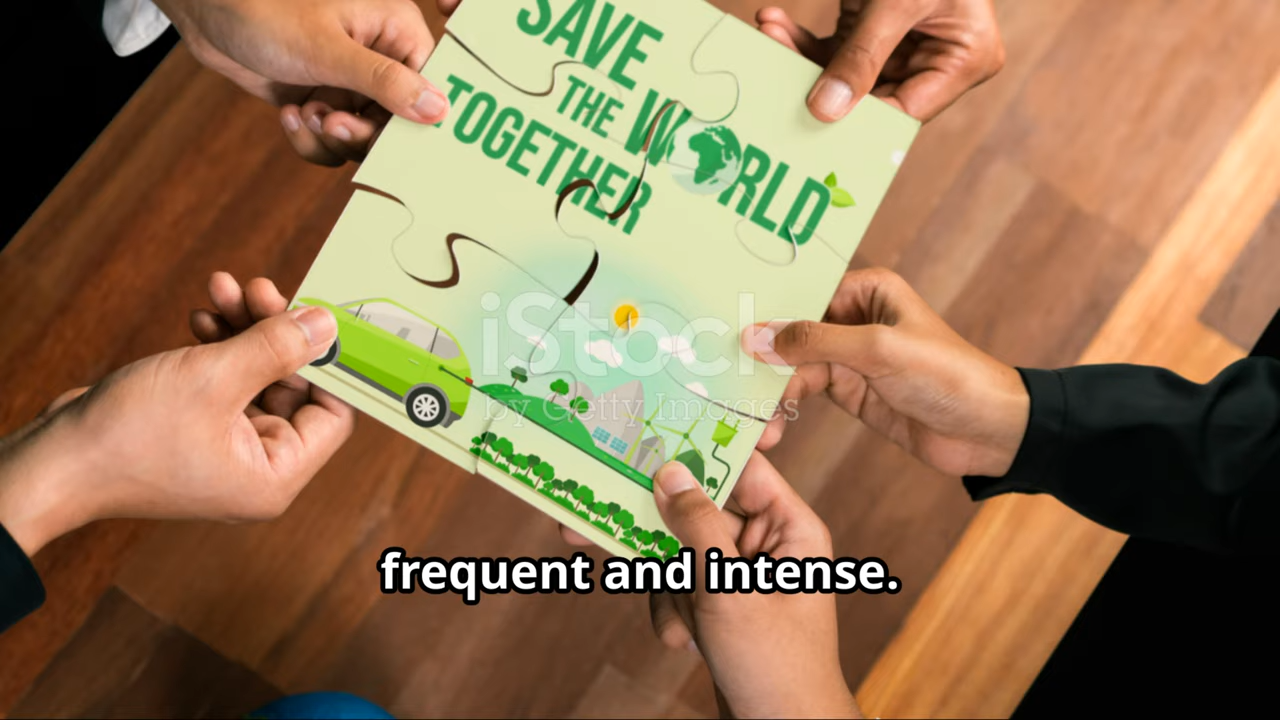 SAVE
THE WORLD
TOGETHER
iStock
by Getty Images
frequent and intense.